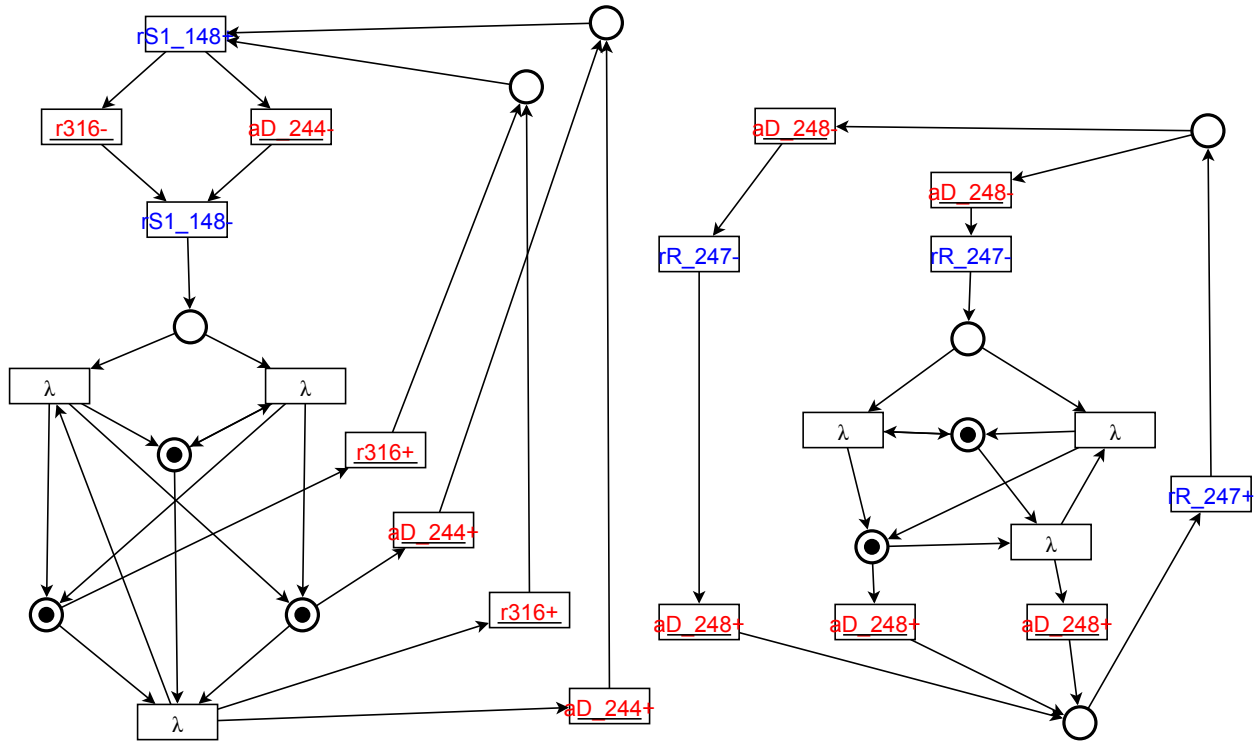 rS1_148+
r316-
aD_244-
rS1_148-
λ
λ
r316+
aD_244+
r316+
aD_244+
λ
aD_248-
aD_248-
rR_247-
rR_247-
λ
λ
rR_247+
λ
aD_248+
aD_248+
aD_248+